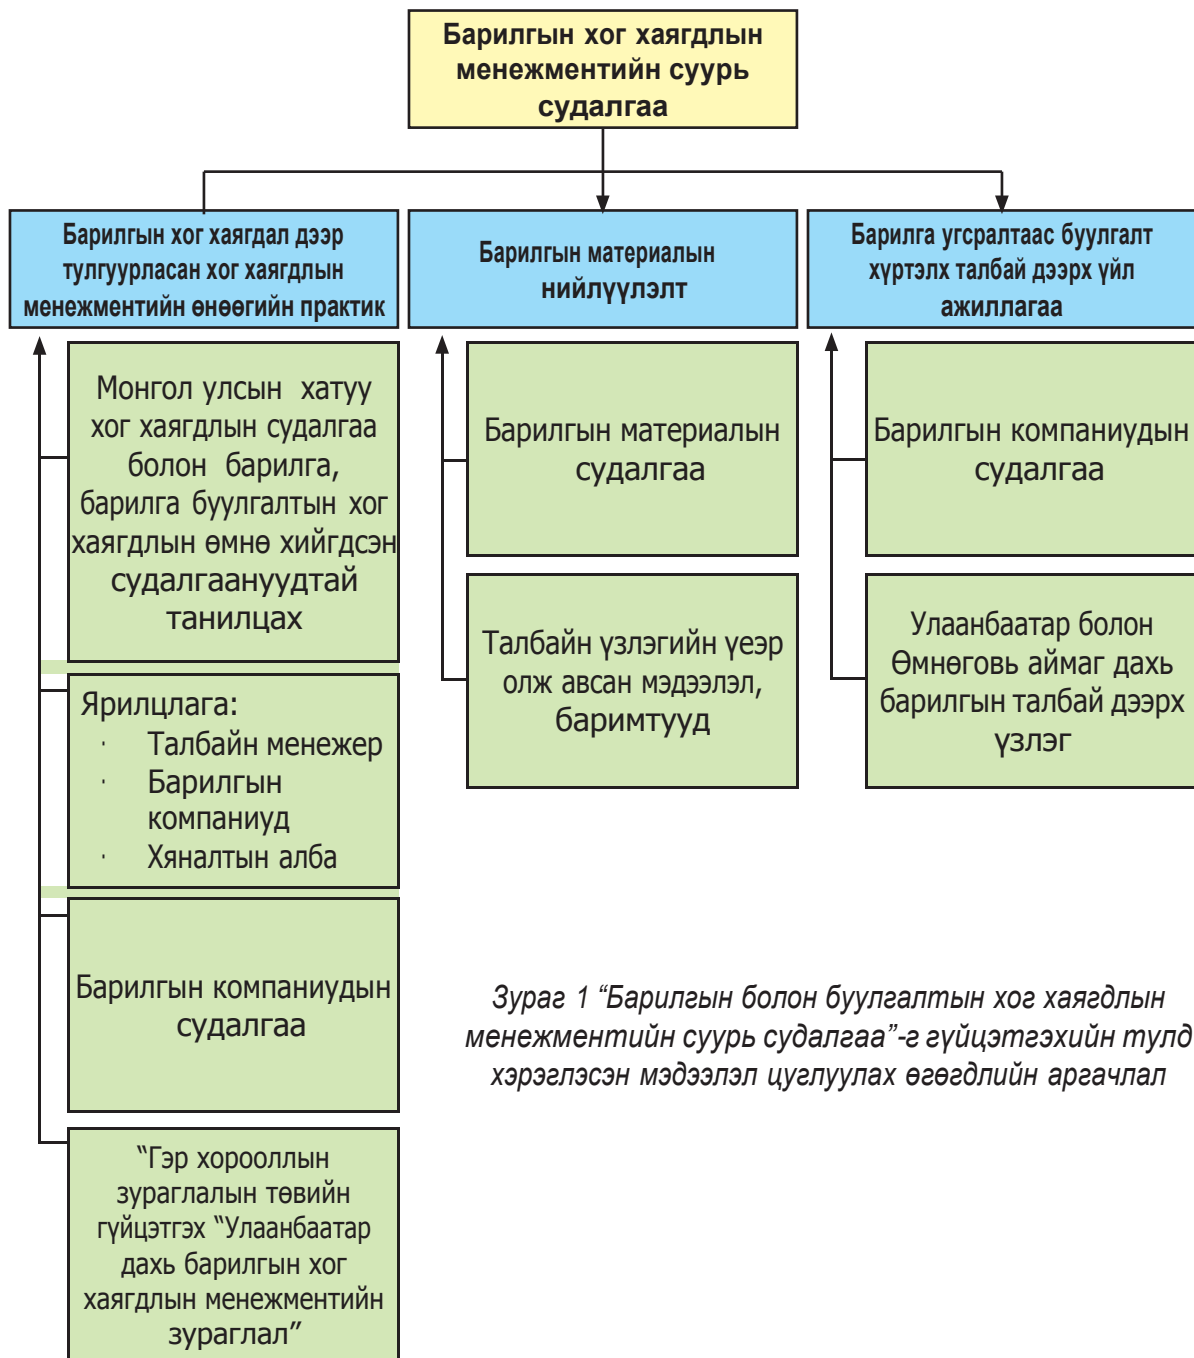 Барилгын хог хаягдлын
менежментийн суурь
судалгаа
Барилгын хог хаягдал дээр
тулгуурласан хог хаягдлын
менежментийн өнөөгийн практик
Барилгын материалын
нийлүүлэлт
Барилга угсралтаас буулгалт
хүртэлх талбай дээрх үйл
ажиллагаа
Монгол улсын хатуу
хог хаягдлын судалгаа
болон барилга,
барилга буулгалтын хог
хаягдлын өмнө хийгдсэн
судалгаануудтай
танилцах
Ярилцлага:
· Талбайн менежер
· Барилгын
компаниуд
· Хяналтын алба
Барилгын компаниудын
судалгаа
“Гэр хорооллын
зураглалын төвийн
гүйцэтгэх “Улаанбаатар
дахь барилгын хог
хаягдлын менежментийн
зураглал”
Барилгын материалын
судалгаа
Талбайн үзлэгийн үеэр
олж авсан мэдээлэл,
баримтууд
Барилгын компаниудын
судалгаа
Улаанбаатар болон
Өмнөговь аймаг дахь
барилгын талбай дээрх
үзлэг
Зураг 1 “Барилгын болон буулгалтын хог хаягдлын
менежментийн суурь судалгаа”-г гүйцэтгэхийн тулд
хэрэглэсэн мэдээлэл цуглуулах өгөгдлийн аргачлал